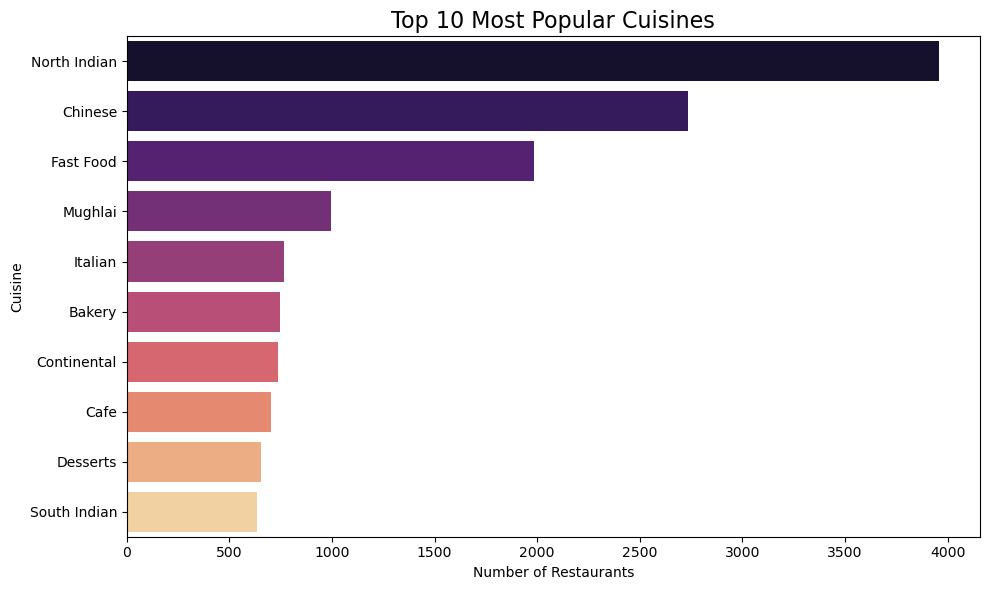 Top 10 Most Popular Cuisines
North Indian
Chinese
Fast Food
Mughlai
Italian
Bakery
Continental
Cafe
Desserts
South Indian
Cuisine
0 500 1000 1500 2000 2500 3000 3500 4000
Number of Restaurants